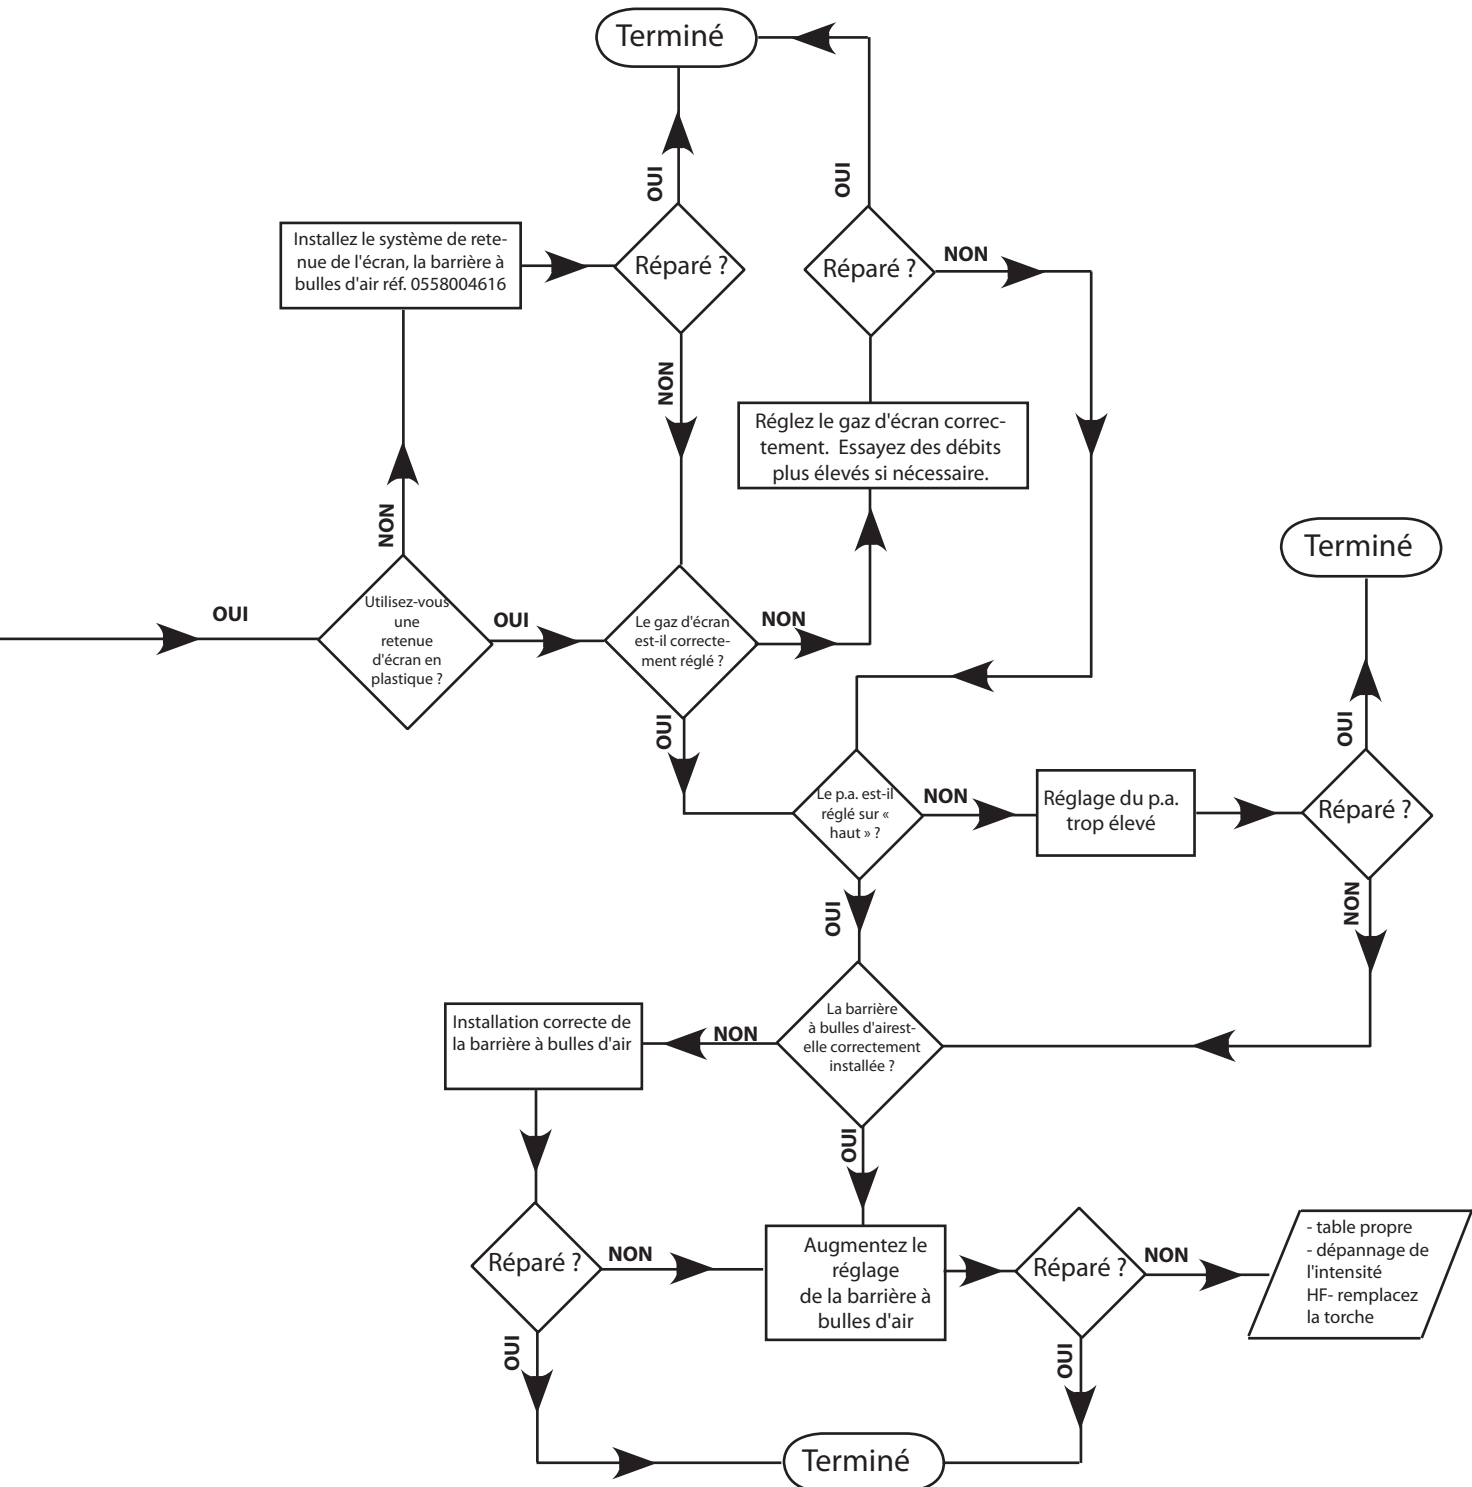 Terminé
OUI
OUI
Installez le système de rete-
nue de l'écran, la barrière à
bulles d'air réf. 0558004616
Réparé ?
Réparé ?
NON
NON
Réglez le gaz d'écran correc-
tement. Essayez des débits
plus élevés si nécessaire.
NON
Terminé
OUI
Utilisez-vous
une
retenue
d'écran en
plastique ?
OUI
Le gaz d'écran
est-il correcte-
ment réglé ?
NON
OUI
OUI
Le p.a. est-il
réglé sur «
haut » ?
NON
Réglage du p.a.
trop élevé
Réparé ?
OUI
NON
Installation correcte de
la barrière à bulles d'air
NON
La barrière
à bulles d'airest-
elle correctement
installée ?
OUI
Réparé ?
NON
Augmentez le
réglage
de la barrière à
bulles d'air
Réparé ?
NON
- table propre
- dépannage de
l'intensité
HF- remplacez
la torche
OUI
OUI
Terminé